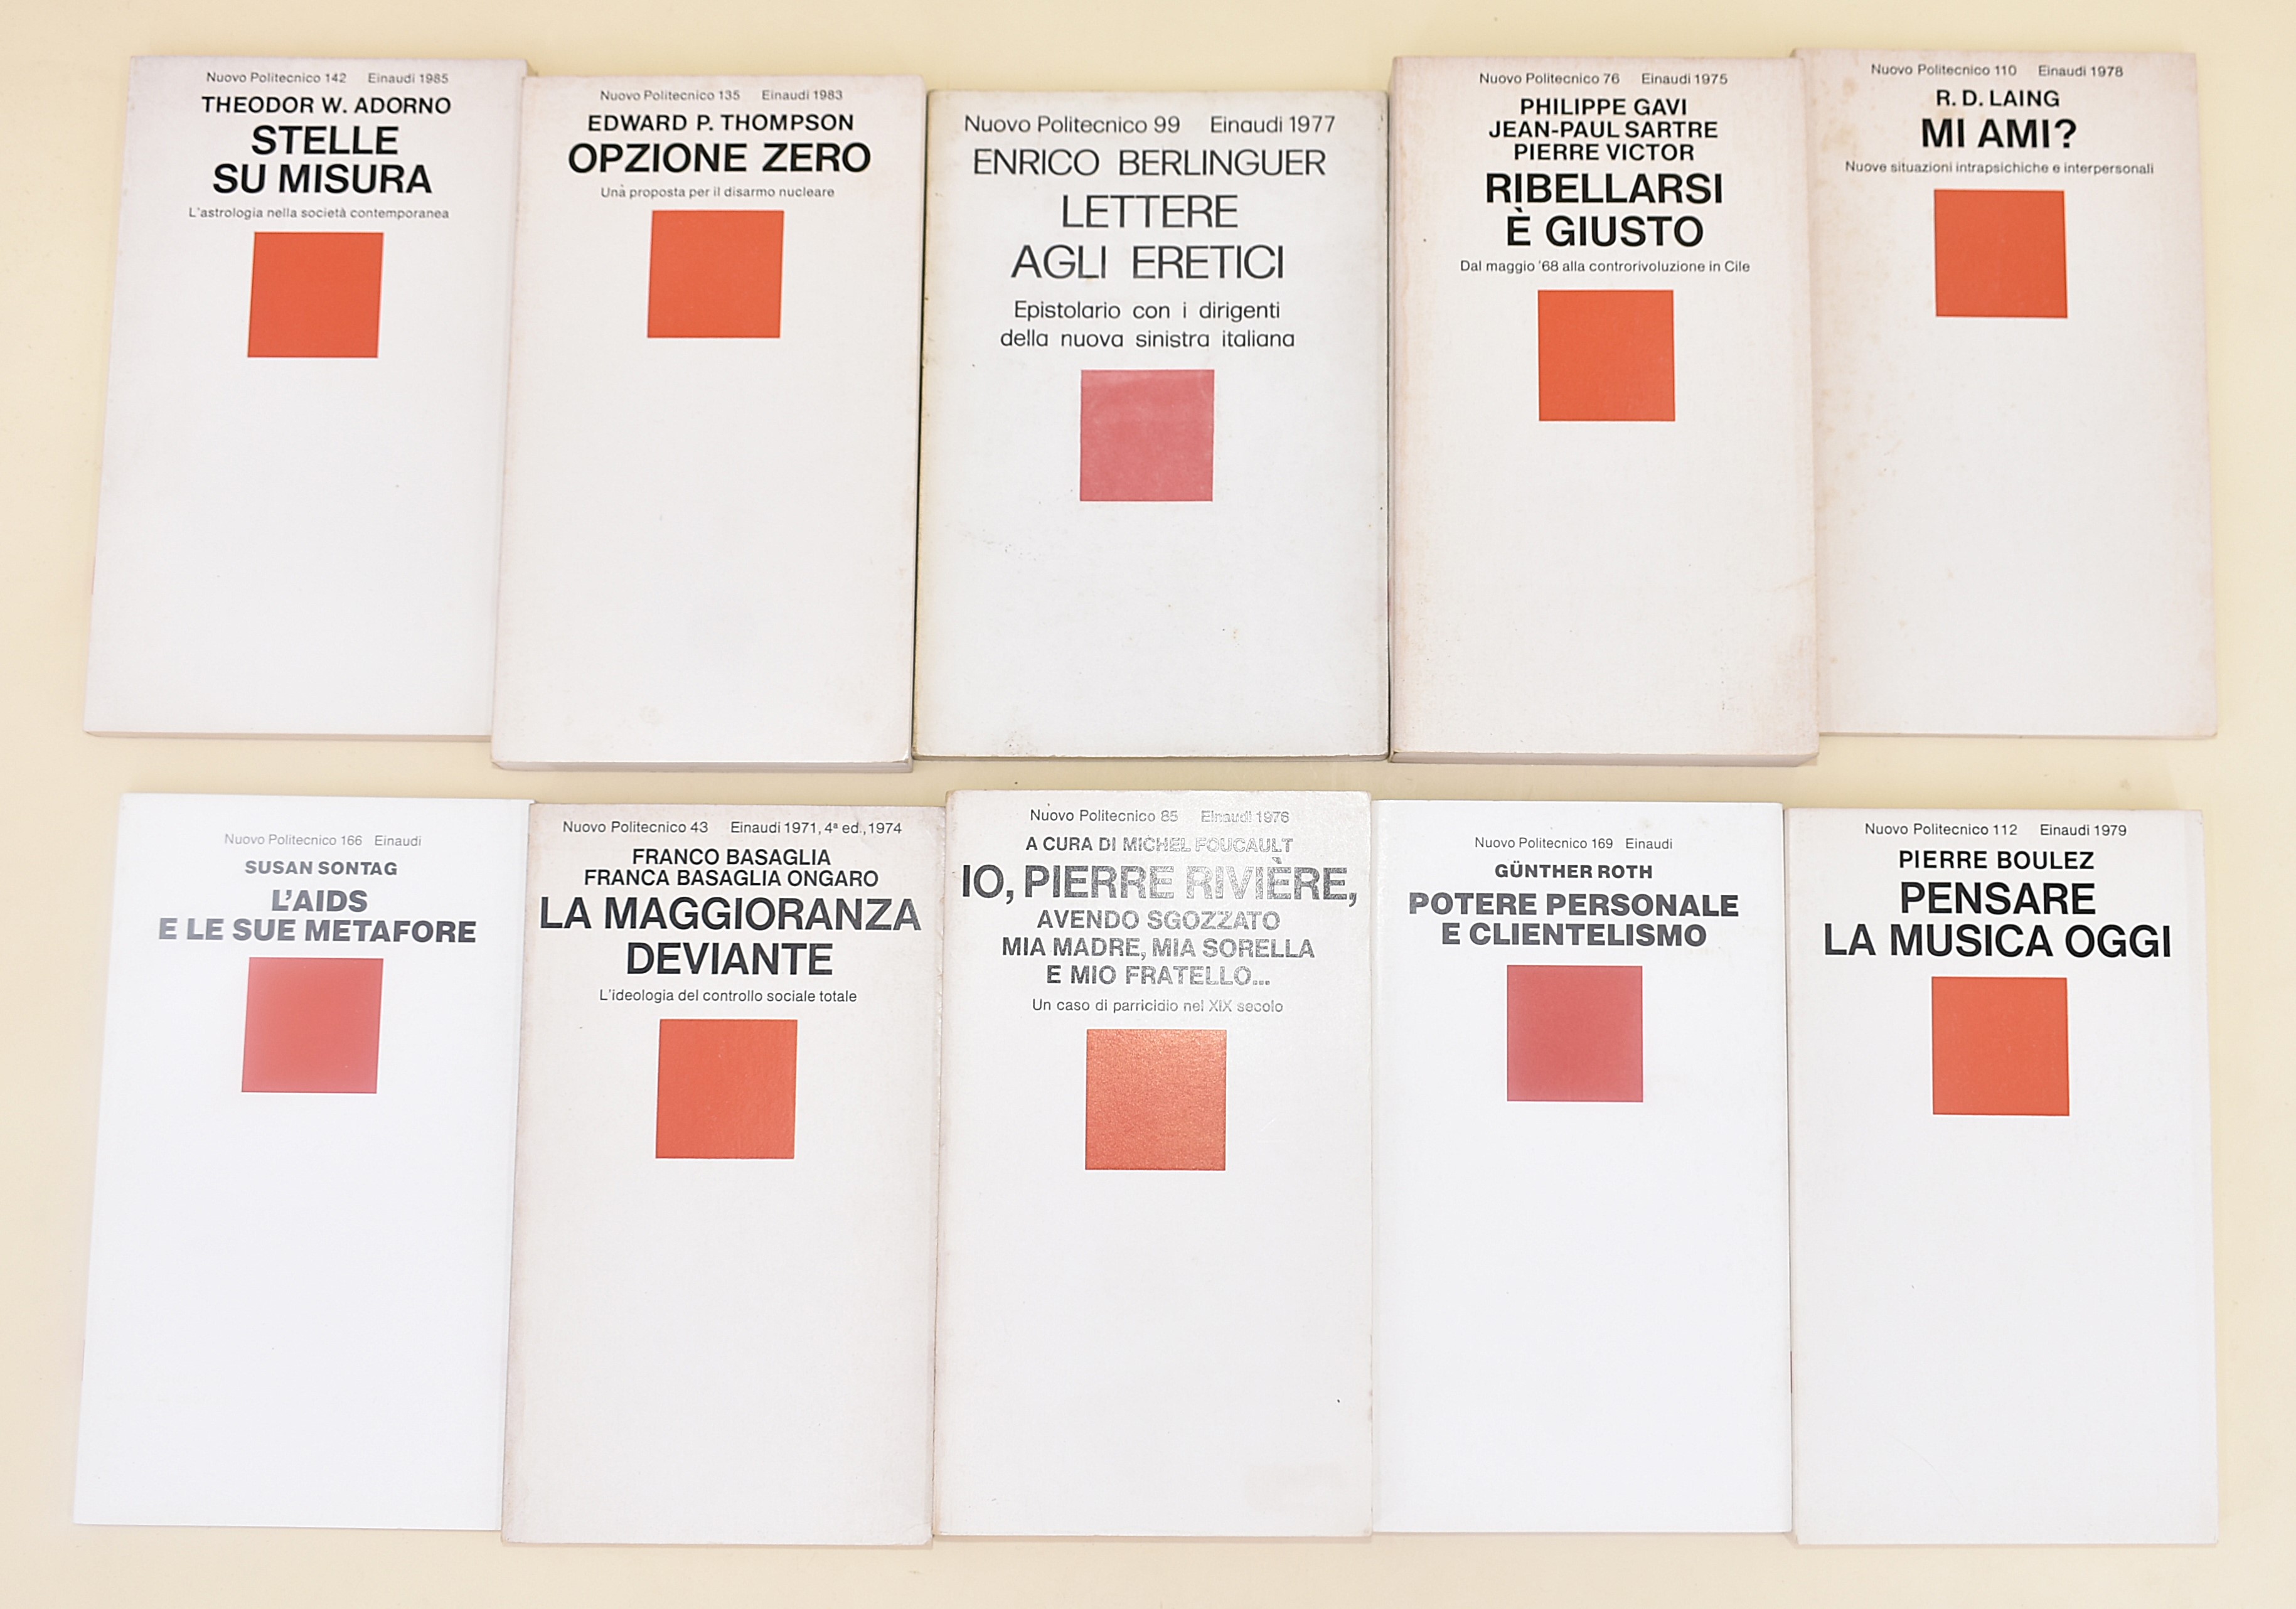 Nuovo Politecnico 142 Einaudi 1985
THEODOR W. ADORNO
STELLE
SU MISURA
L'astrologia nella società contemporanea
Nuovo Politecnico 135 Einaudi 1983
EDWARD P. THOMPSON
OPZIONE ZERO
Una proposta per il disarmo nucleare
Nuovo Politecnico 99 Einaudi 1977
ENRICO BERLINGUER
LETTERE
AGLI ERETICI
Epistolario con i dirigenti
della nuova sinistra italiana
Nuovo Politecnico 76 Einaudi 1975
PHILIPPE GAVI
JEAN-PAUL SARTRE
PIERRE VICTOR
RIBELLARSI
È GIUSTO
Dal maggio '68 alla controrivoluzione in Cile
Nuovo Politecnico 110 Einaudi 1978
R. D. LAING
MI AMI?
Nuove situazioni intrapsichiche e interpersonali
Nuovo Politecnico 166 Einaudi
SUSAN SONTAG
L'AIDS
E LE SUE METAFORE
Nuovo Politecnico 43 Einaudi 1971, 4ª ed., 1974
FRANCO BASAGLIA
FRANCA BASAGLIA ONGARO
LA MAGGIORANZA
DEVIANTE
L'ideologia del controllo sociale totale
Nuovo Politecnico 85 Einaudi 1976
A CURA DI MICHEL FOUCAULT
IO, PIERRE RIVIÈRE,
AVENDO SGOZZATO
MIA MADRE, MIA SORELLA
E MIO FRATELLO...
Un caso di parricidio nel XIX secolo
Nuovo Politecnico 169 Einaudi
GÜNTHER ROTH
POTERE PERSONALE
E CLIENTELISMO
Nuovo Politecnico 112 Einaudi 1979
PIERRE BOULEZ
PENSARE
LA MUSICA OGGI